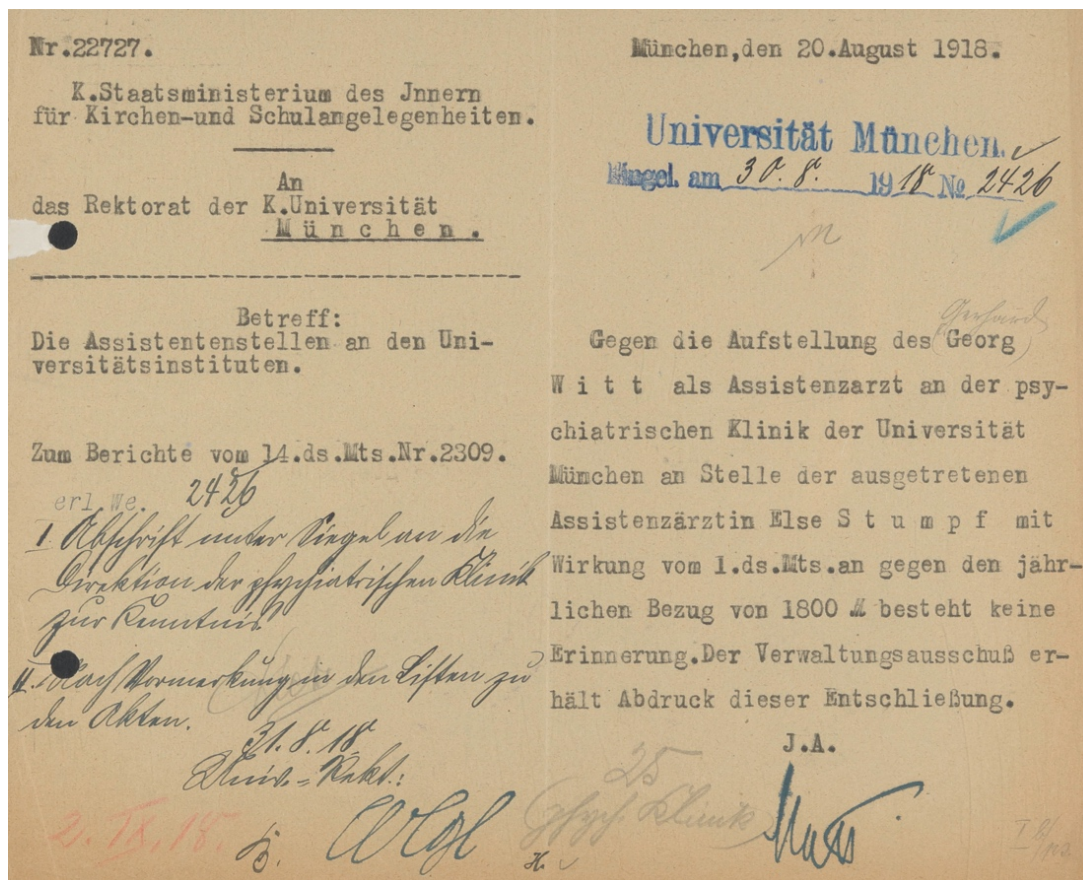 Nr.22727.
K.Staatsministerium des Jnnern
für Kirchen-und Schulangelegenheiten.
An
das Rektorat der K.Universität
München.
Betreff:
Die Assistentenstellen an den Uni-
versitätsinstituten.
Zum Berichte vom 14.ds.Mts.Nr.2309.
erl. We. 2426
I. Abschrift unter Siegel an die
Direktion der psychiatrischen Klinik
zur Kenntnis
II. Nach Vormerkung in den Listen zu
den Akten.
31.8.18.
Univ.-Rekt.:
2.IX.18.
München,den 20.August 1918.
Universität München.
Eingel. am 30.8. 1918 No 2426
Gerhard
Gegen die Aufstellung des (Georg)
Witt als Assistenzarzt an der psy-
chiatrischen Klinik der Universität
München an Stelle der ausgetretenen
Assistenzärztin Else Stumpf mit
Wirkung vom 1.ds.Mts.an gegen den jähr-
lichen Bezug von 1800 M besteht keine
Erinnerung.Der Verwaltungsausschuß er-
hält Abdruck dieser Entschließung.
J.A.
25
(psych. Klinik)
H.